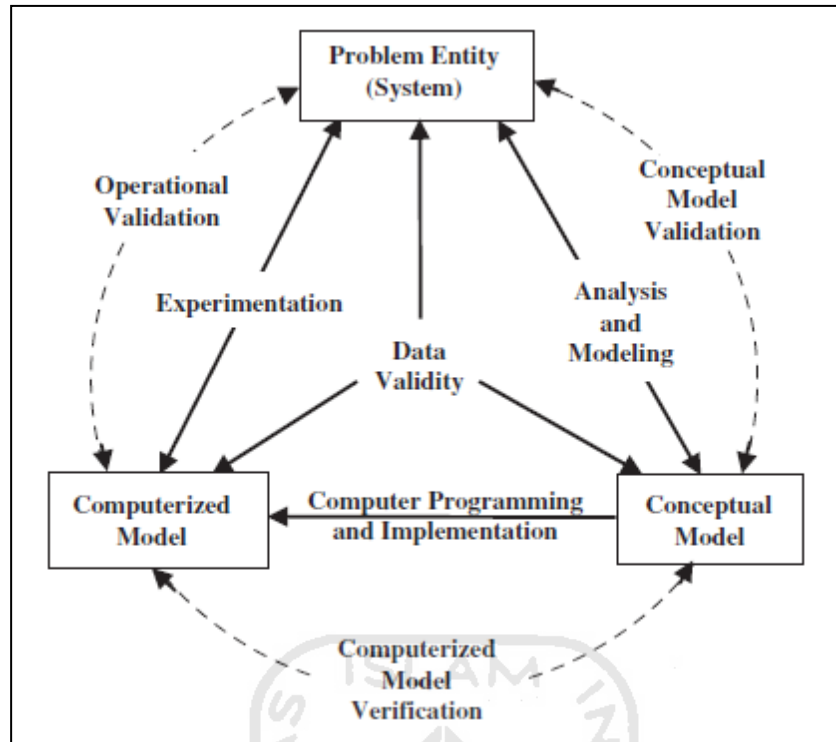 Problem Entity
(System)
Operational
Validation
Conceptual
Model
Validation
Experimentation
Analysis
and
Modeling
Data
Validity
Computerized
Model
Computer Programming
and Implementation
Conceptual
Model
Computerized
Model
Verification
ISLAM